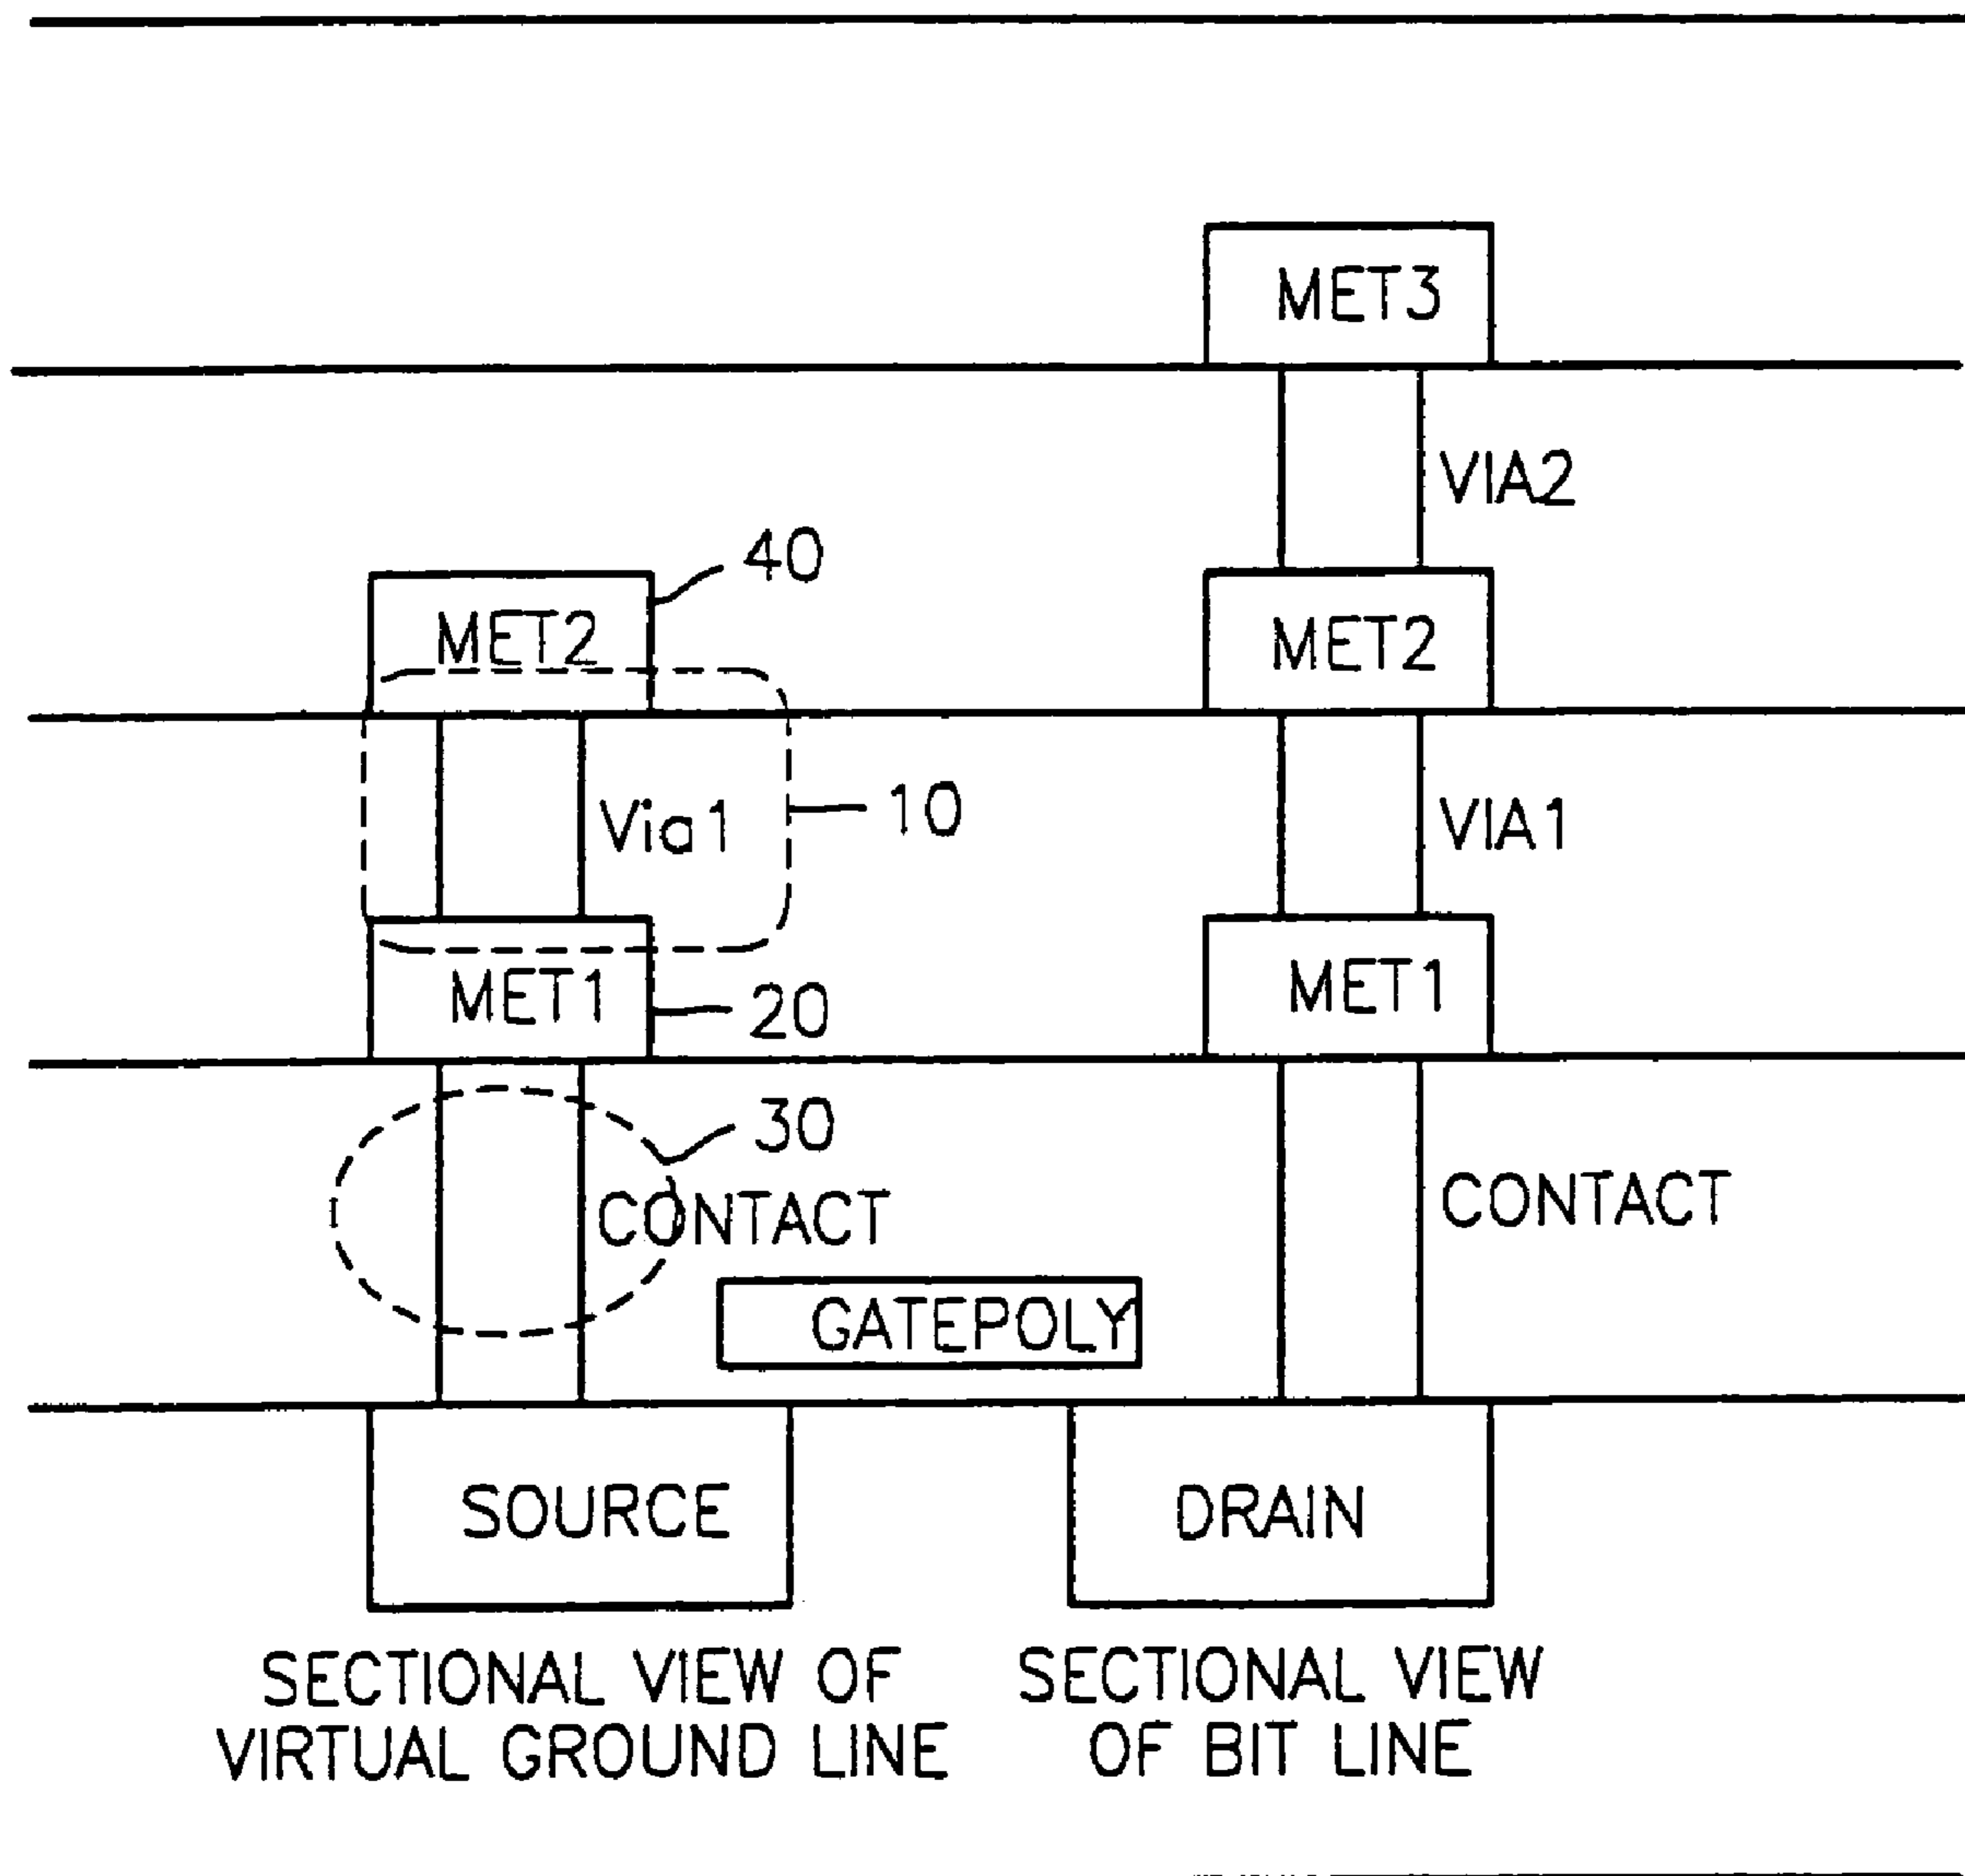 MET3
VIA2
40
MET2
MET2
Via1
10
VIA1
MET1
20
MET1
30
CONTACT
CONTACT
GATEPOLY
SOURCE
DRAIN
SECTIONAL VIEW OF
VIRTUAL GROUND LINE
SECTIONAL VIEW
OF BIT LINE